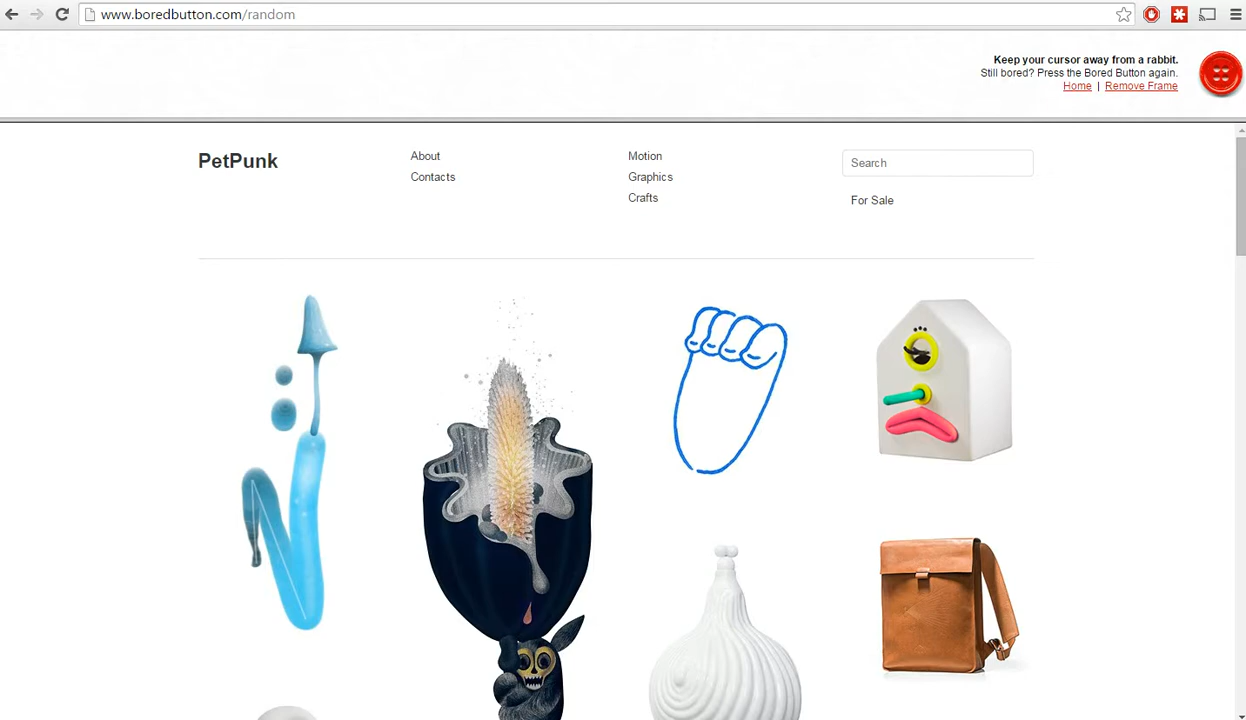 www.boredbutton.com/random
Keep your cursor away from a rabbit.
Still bored? Press the Bored Button again.
Home | Remove Frame
PetPunk
About
Contacts
Motion
Graphics
Crafts
Search
For Sale